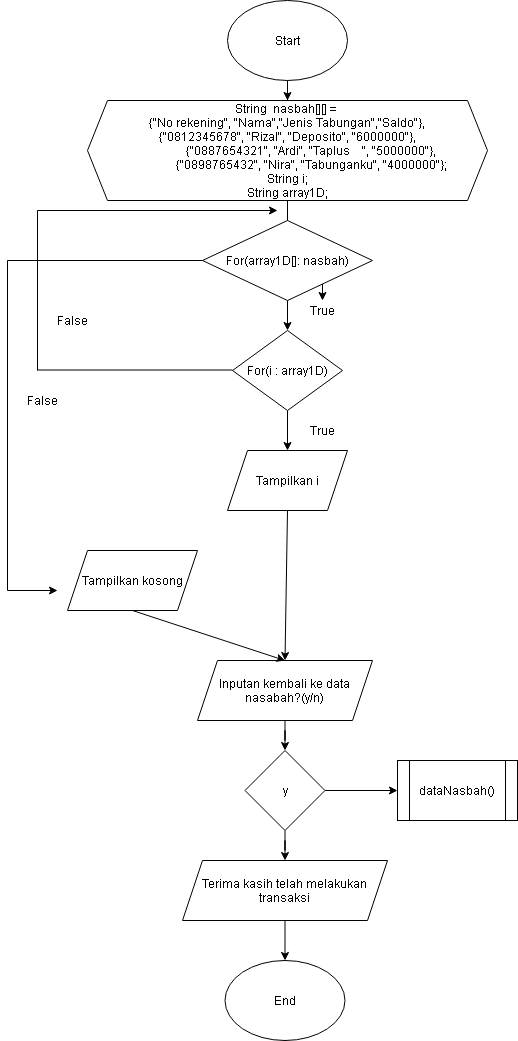 Start
String nasbah[][] =
{"No rekening", "Nama","Jenis Tabungan","Saldo"},
{"0812345678", "Rizal", "Deposito", "6000000"},
{"0887654321", "Ardi", "Taplus ", "5000000"},
{"0898765432", "Nira", "Tabunganku", "4000000"};
String i;
String array1D;
For(array1D[]: nasbah)
True
False
For(i : array1D)
False
True
Tampilkan i
Tampilkan kosong
Inputan kembali ke data
nasabah?(y/n)
y
dataNasbah()
Terima kasih telah melakukan
transaksi
End